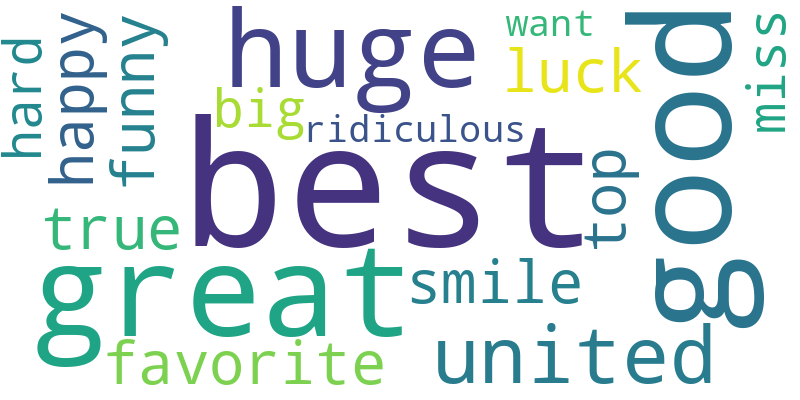 hard
happy
funny
huge
want
luck
good
miss
big
ridiculous
best
top
true
great
smile
favorite
united